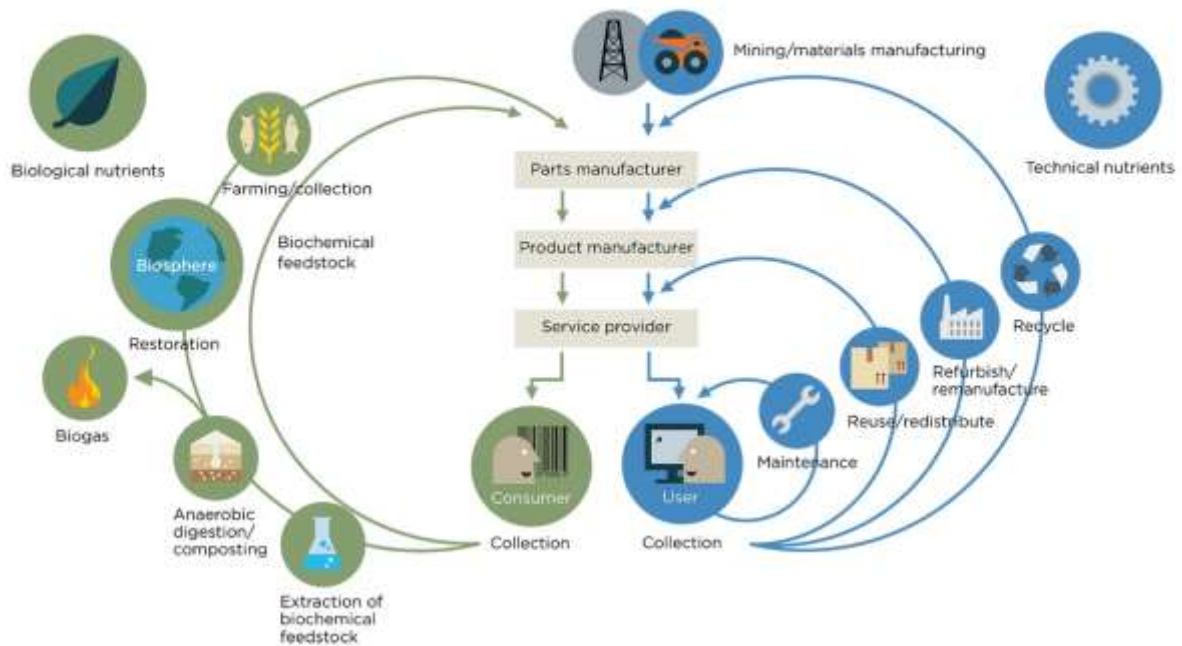 Mining/materials manufacturing
Biological nutrients
Technical nutrients
Farming/collection
Parts manufacturer
Biochemical
feedstock
Product manufacturer
Biosphere
Service provider
Recycle
Restoration
Refurbish/
remanufacture
Reuse/redistribute
Biogas
Maintenance
Consumer
User
Anaerobic
digestion/
composting
Collection
Collection
Extraction of
biochemical
feedstock